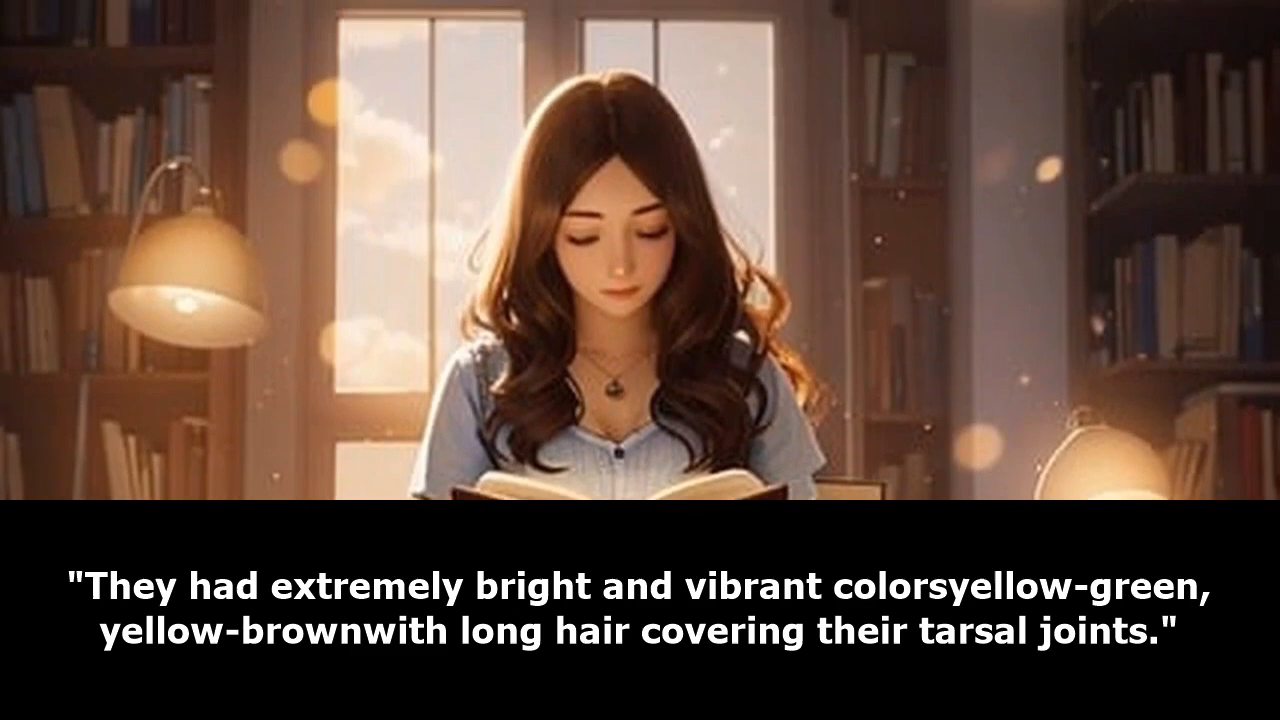 "They had extremely bright and vibrant colorsyellow-green,
yellow-brownwith long hair covering their tarsal joints."